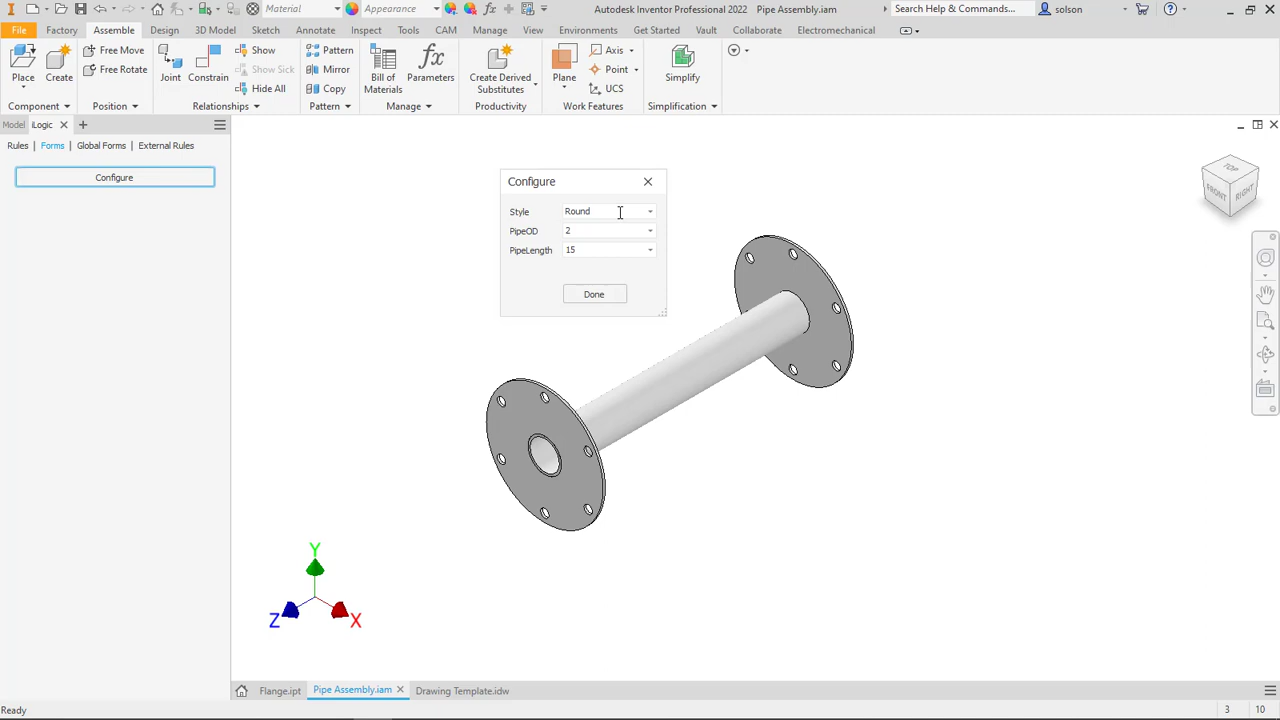 Material Appearance Autodesk Inventor Professional 2022 Pipe Assembly.iam Search Help & Commands... solson
File Factory Assemble Design 3D Model Sketch Annotate Inspect Tools CAM Manage View Environments Get Started Vault Collaborate Electromechanical
Place
Create
Free Move
Free Rotate
Joint
Constrain
Show
Show Sick
Hide All
Pattern
Mirror
Copy
Bill of
Materials
fx
Parameters
Create Derived
Substitutes
Plane
Axis
Point
UCS
Simplify
Component Position Relationships Pattern Manage Productivity Work Features Simplification
Model iLogic
Rules | Forms | Global Forms | External Rules
Configure
Configure
Style Round
PipeOD 2
PipeLength 15
Done
TOP
FRONT RIGHT
Y
Z X
Flange.ipt Pipe Assembly.iam Drawing Template.idw
Ready 3 10